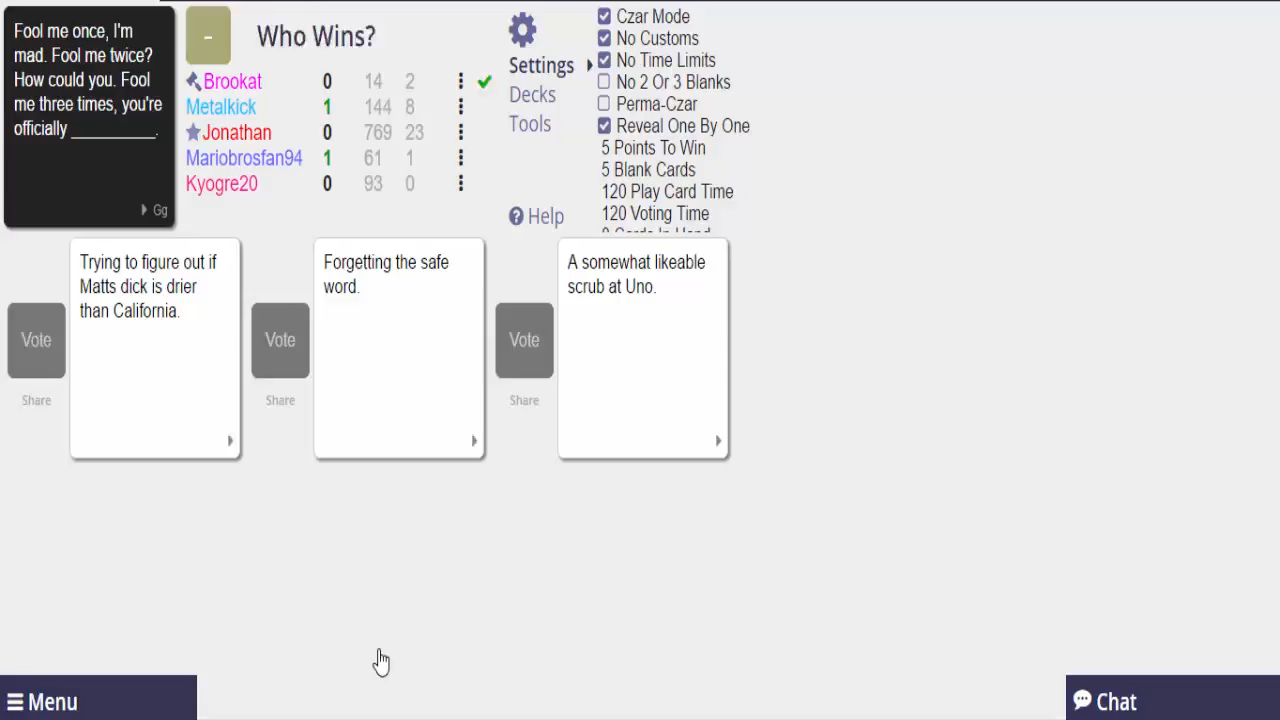 Fool me once, I'm
mad. Fool me twice?
How could you. Fool
me three times, you're
officially __________.
Gg
-
Who Wins?
Brookat 0 14 2
Metalkick 1 144 8
Jonathan 0 769 23
Mariobrosfan94 1 61 1
Kyogre20 0 93 0
Settings
Decks
Tools
Help
Czar Mode
No Customs
No Time Limits
No 2 Or 3 Blanks
Perma-Czar
Reveal One By One
5 Points To Win
5 Blank Cards
120 Play Card Time
120 Voting Time
Vote
Share
Trying to figure out if
Matts dick is drier
than California.
Vote
Share
Forgetting the safe
word.
Vote
Share
A somewhat likeable
scrub at Uno.
Menu
Chat